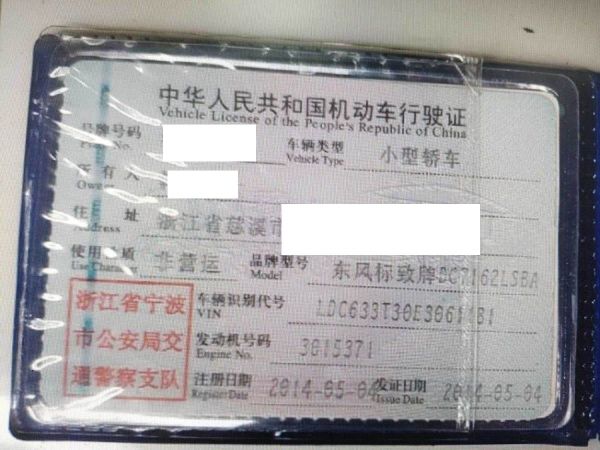 中华人民共和国机动车行驶证
Vehicle License of the People's Republic of China
号牌号码 车辆类型 小型轿车
Plate No. Vehicle Type
所有人
Owner
住址 浙江省慈溪市
Address
使用性质 非营运 品牌型号 东风标致牌DC7162LSBA
Use Character Model
浙江省宁波
市公安局交
通警察支队
车辆识别代号
VIN
发动机号码 3015371
Engine No.
注册日期 2014-05-04 发证日期 2014-05-04
Register Date Issue Date